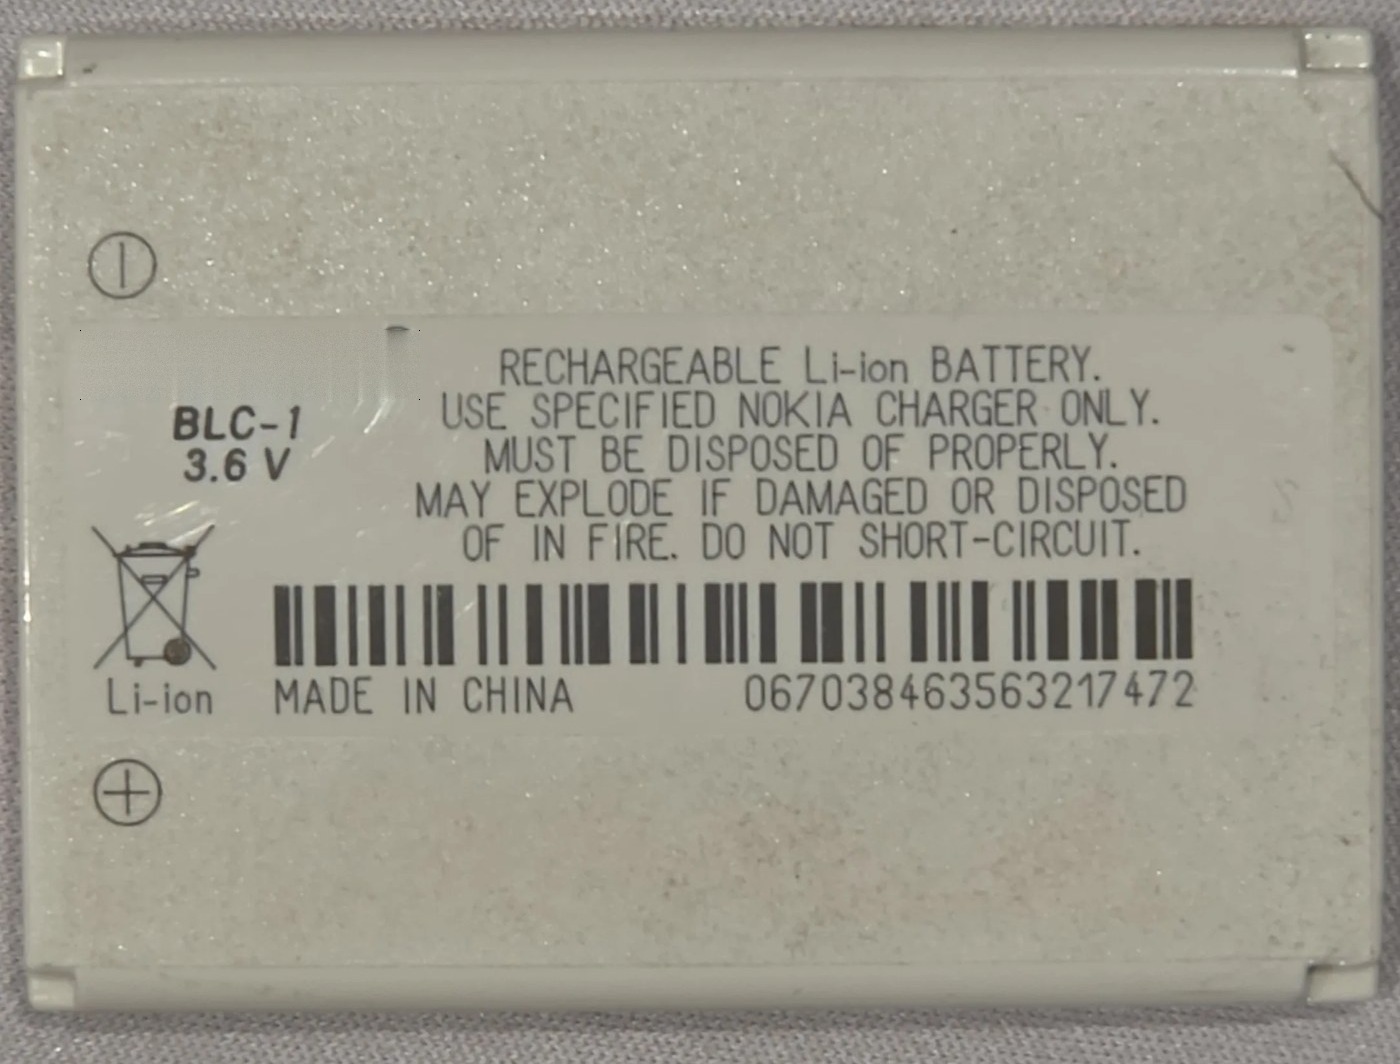 RECHARGEABLE Li-ion BATTERY.
USE SPECIFIED NOKIA CHARGER ONLY.
MUST BE DISPOSED OF PROPERLY.
MAY EXPLODE IF DAMAGED OR DISPOSED
OF IN FIRE. DO NOT SHORT-CIRCUIT.
BLC-1
3.6 V
Li-ion
MADE IN CHINA
067038463563217472